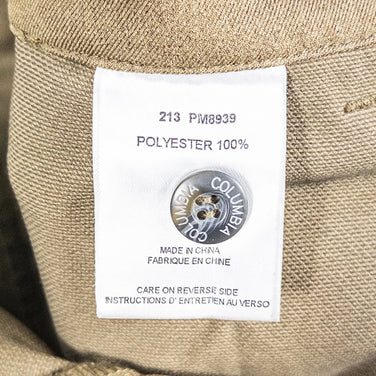 213 PM8939
POLYESTER 100%
COLUMBIA
COLUMBIA
MADE IN CHINA
FABRIQUE EN CHINE
CARE ON REVERSE SIDE
INSTRUCTIONS D' ENTRETIEN AU VERSO